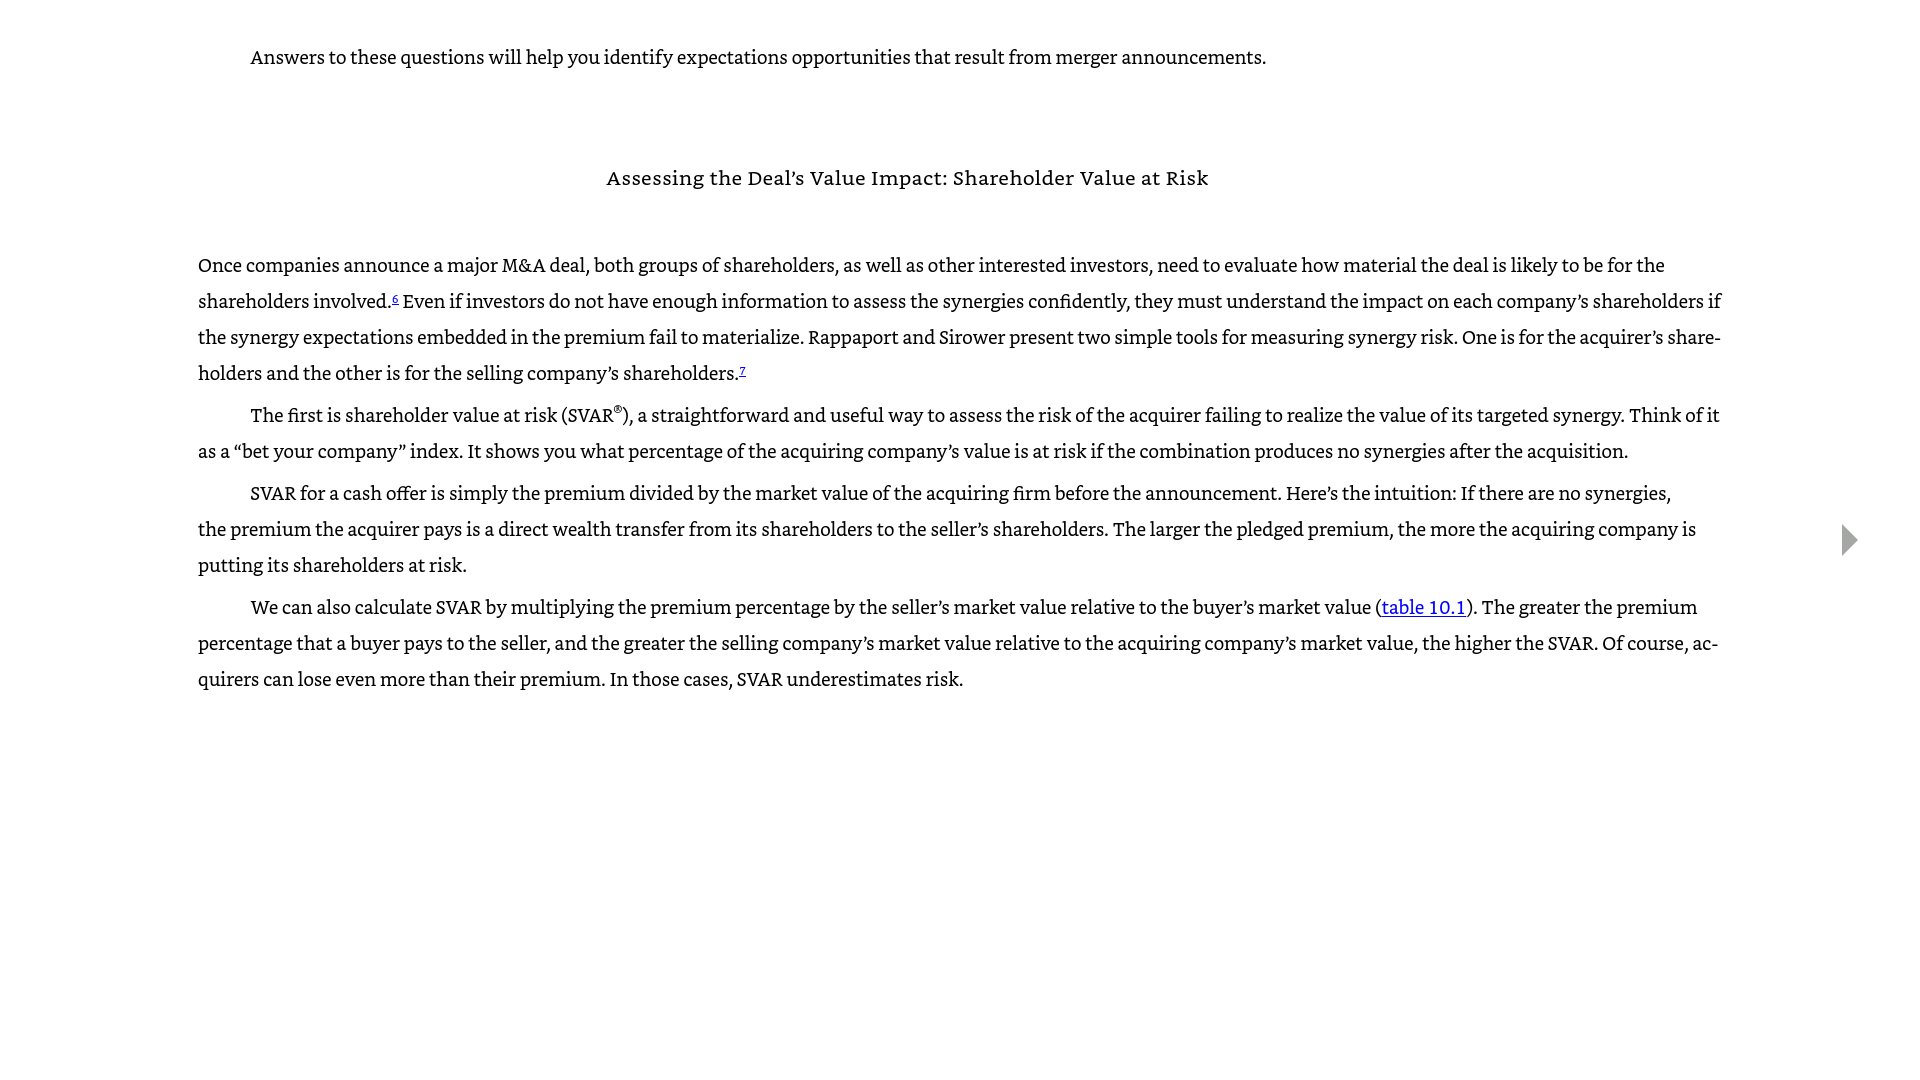 Answers to these questions will help you identify expectations opportunities that result from merger announcements.
Assessing the Deal’s Value Impact: Shareholder Value at Risk
Once companies announce a major M&A deal, both groups of shareholders, as well as other interested investors, need to evaluate how material the deal is likely to be for the
shareholders involved.6 Even if investors do not have enough information to assess the synergies confidently, they must understand the impact on each company’s shareholders if
the synergy expectations embedded in the premium fail to materialize. Rappaport and Sirower present two simple tools for measuring synergy risk. One is for the acquirer’s share-
holders and the other is for the selling company’s shareholders.7
The first is shareholder value at risk (SVAR®), a straightforward and useful way to assess the risk of the acquirer failing to realize the value of its targeted synergy. Think of it
as a “bet your company” index. It shows you what percentage of the acquiring company’s value is at risk if the combination produces no synergies after the acquisition.
SVAR for a cash offer is simply the premium divided by the market value of the acquiring firm before the announcement. Here’s the intuition: If there are no synergies,
the premium the acquirer pays is a direct wealth transfer from its shareholders to the seller’s shareholders. The larger the pledged premium, the more the acquiring company is
putting its shareholders at risk.
We can also calculate SVAR by multiplying the premium percentage by the seller’s market value relative to the buyer’s market value (table 10.1). The greater the premium
percentage that a buyer pays to the seller, and the greater the selling company’s market value relative to the acquiring company’s market value, the higher the SVAR. Of course, ac-
quirers can lose even more than their premium. In those cases, SVAR underestimates risk.